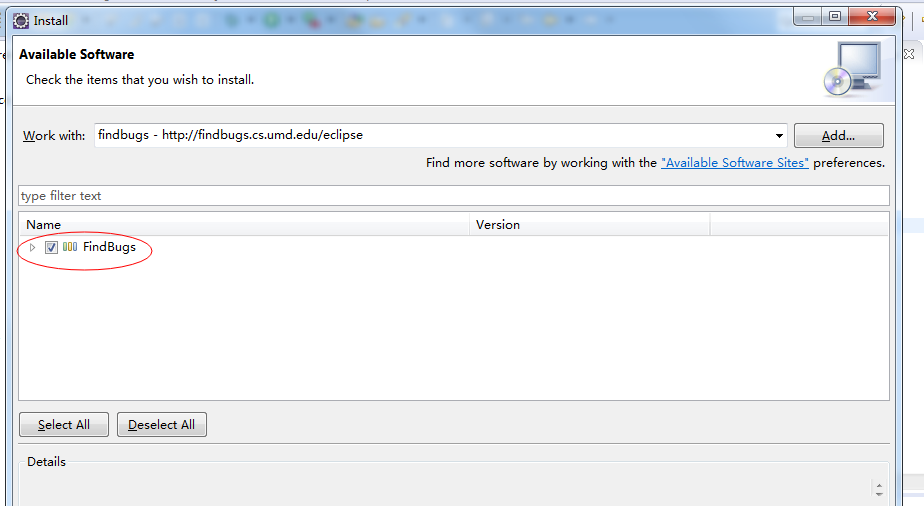 Install
Available Software
Check the items that you wish to install.
Work with: findbugs - http://findbugs.cs.umd.edu/eclipse Add...
Find more software by working with the "Available Software Sites" preferences.
type filter text
Name Version
FindBugs
Select All Deselect All
Details